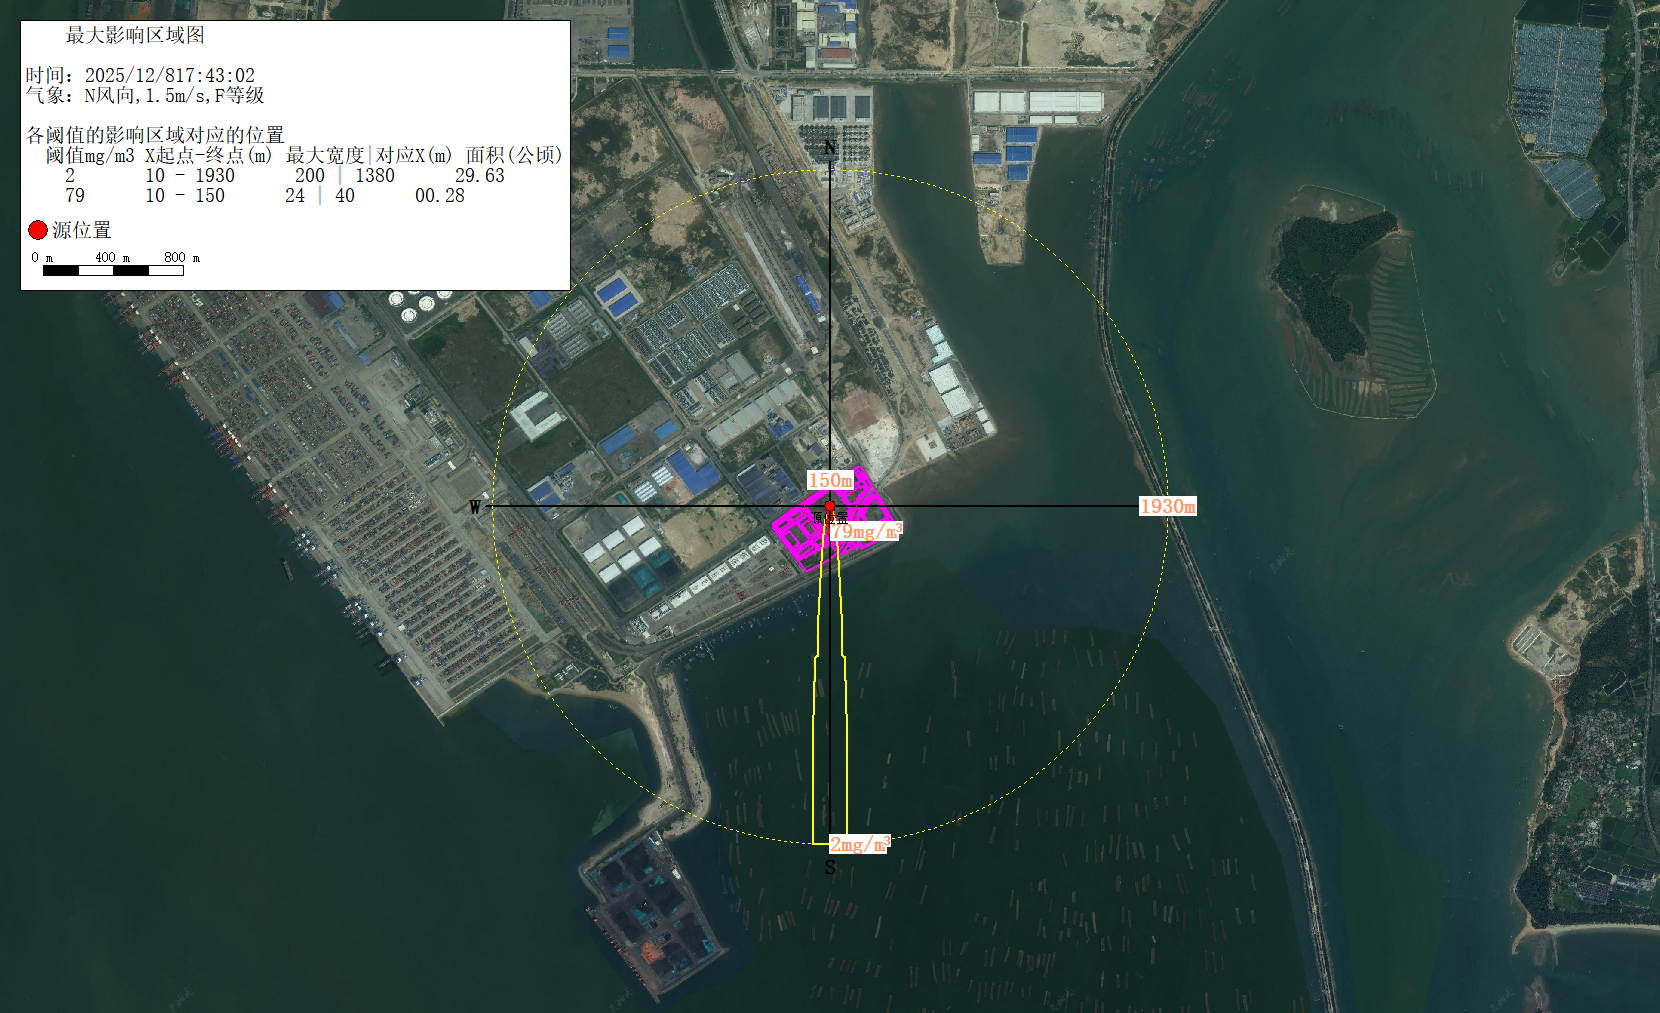 最大影响区域图
时间：2025/12/817:43:02
气象：N风向,1.5m/s,F等级
各阈值的影响区域对应的位置
阈值mg/m3 X起点-终点(m) 最大宽度|对应X(m) 面积(公顷)
2 10 - 1930 200 | 1380 29.63
79 10 - 150 24 | 40 00.28
源位置
0 m 400 m 800 m
N
150m
W
1930m
源位置
79mg/m³
2mg/m³
S